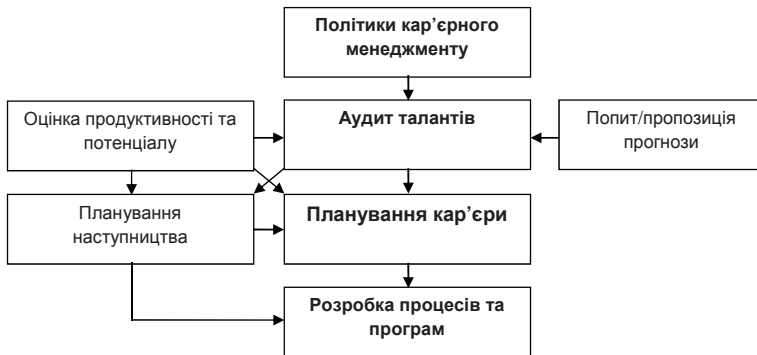 Політики кар’єрного
менеджменту
Оцінка продуктивності та
потенціалу
Аудит талантів
Попит/пропозиція
прогнози
Планування
наступництва
Планування кар’єри
Розробка процесів та
програм